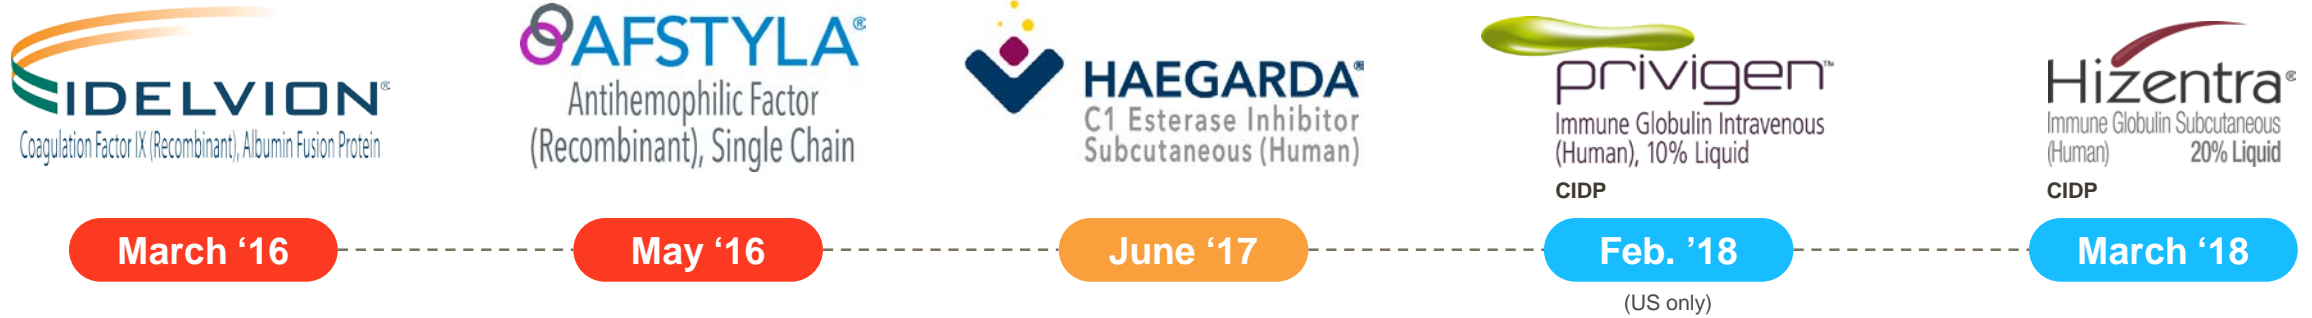 IDELVION®
Coagulation Factor IX (Recombinant), Albumin Fusion Protein
AFSTYLA®
Antihemophilic Factor
(Recombinant), Single Chain
HAEGARDA®
C1 Esterase Inhibitor
Subcutaneous (Human)
privigen™
Immune Globulin Intravenous
(Human), 10% Liquid
CIDP
Hizentra®
Immune Globulin Subcutaneous
(Human) 20% Liquid
CIDP
March ‘16
May ‘16
June ‘17
Feb. ’18
March ‘18
(US only)